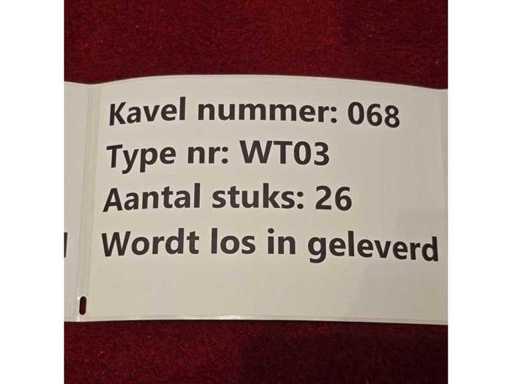 Kavel nummer: 068
Type nr: WT03
Aantal stuks: 26
Wordt los in geleverd